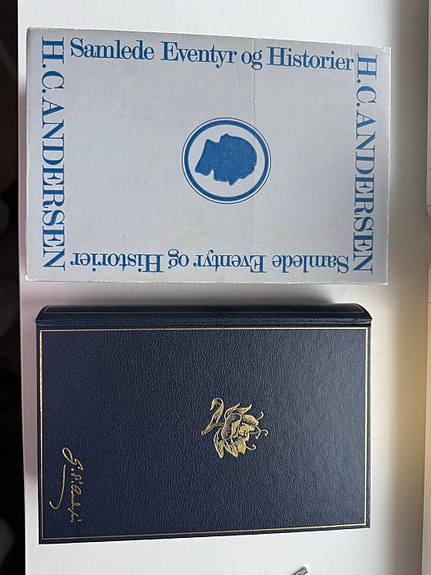 Samlede Eventyr og Historier
H.C. ANDERSEN
H.C. ANDERSEN
Samlede Eventyr og Historier